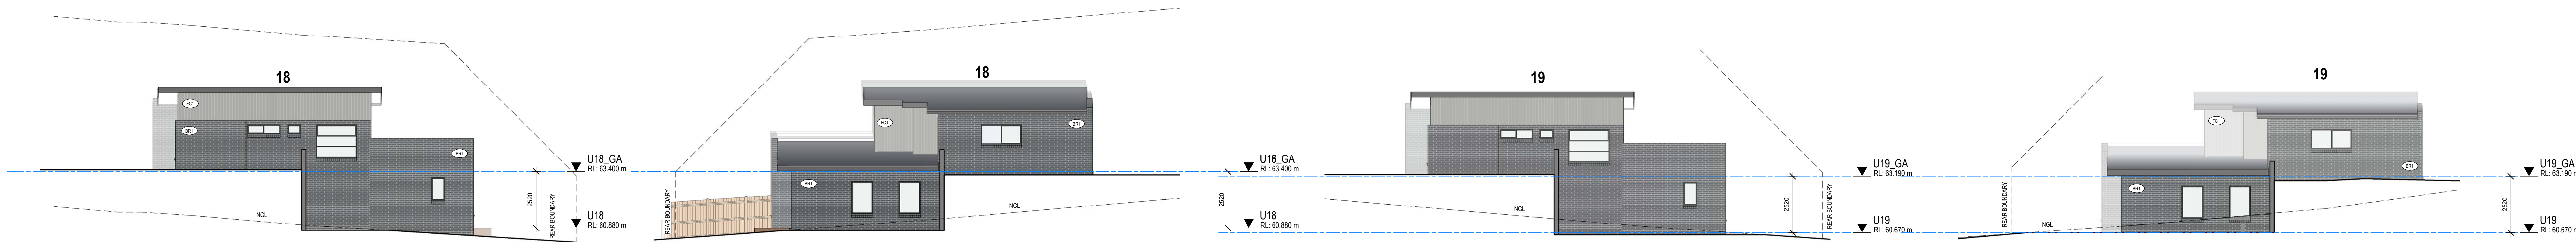 18
FC1
BR1
BR1
U18_GA
RL: 63.400 m
2520
REAR BOUNDARY
NGL
U18
RL: 60.880 m
18
FC1
BR1
BR1
REAR BOUNDARY
NGL
U18_GA
RL: 63.400 m
2520
U18
RL: 60.880 m
19
NGL
U19_GA
RL: 63.190 m
2520
REAR BOUNDARY
U19
RL: 60.670 m
19
FC1
BR1
BR1
REAR BOUNDARY
NGL
U19_GA
RL: 63.190 m
2520
U19
RL: 60.670 m